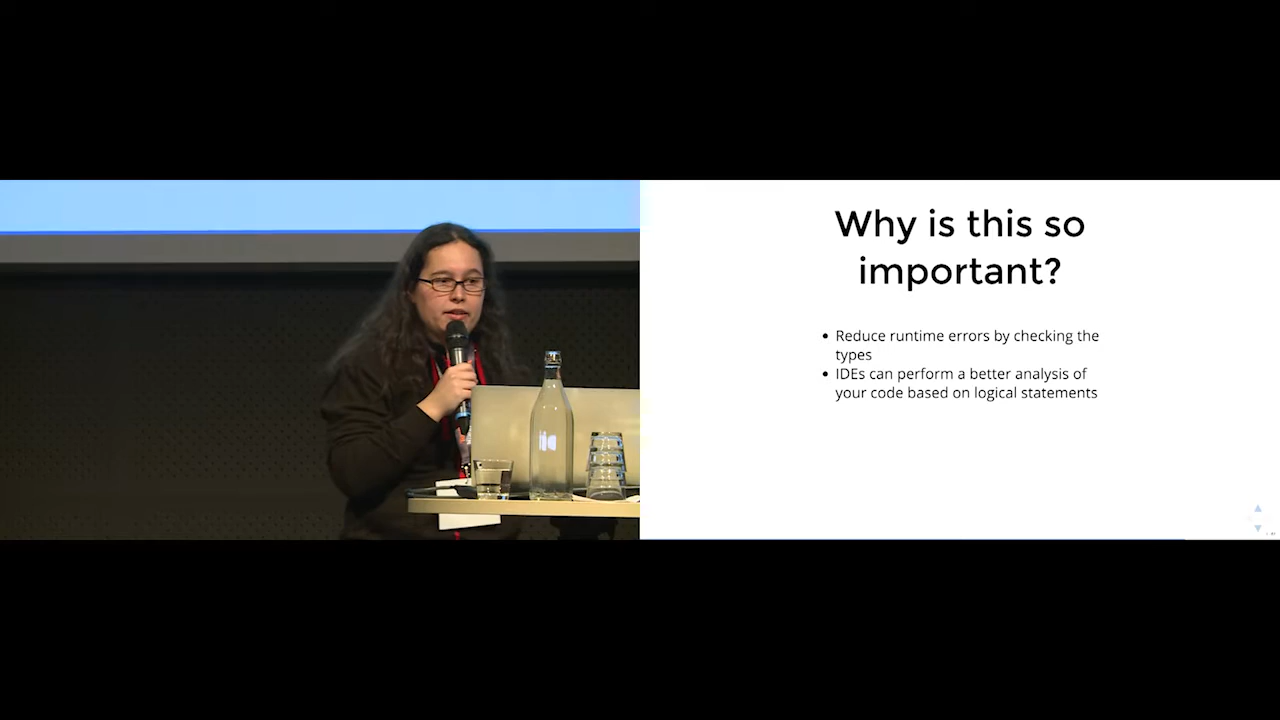 Why is this so
important?
Reduce runtime errors by checking the
types
IDEs can perform a better analysis of
your code based on logical statements